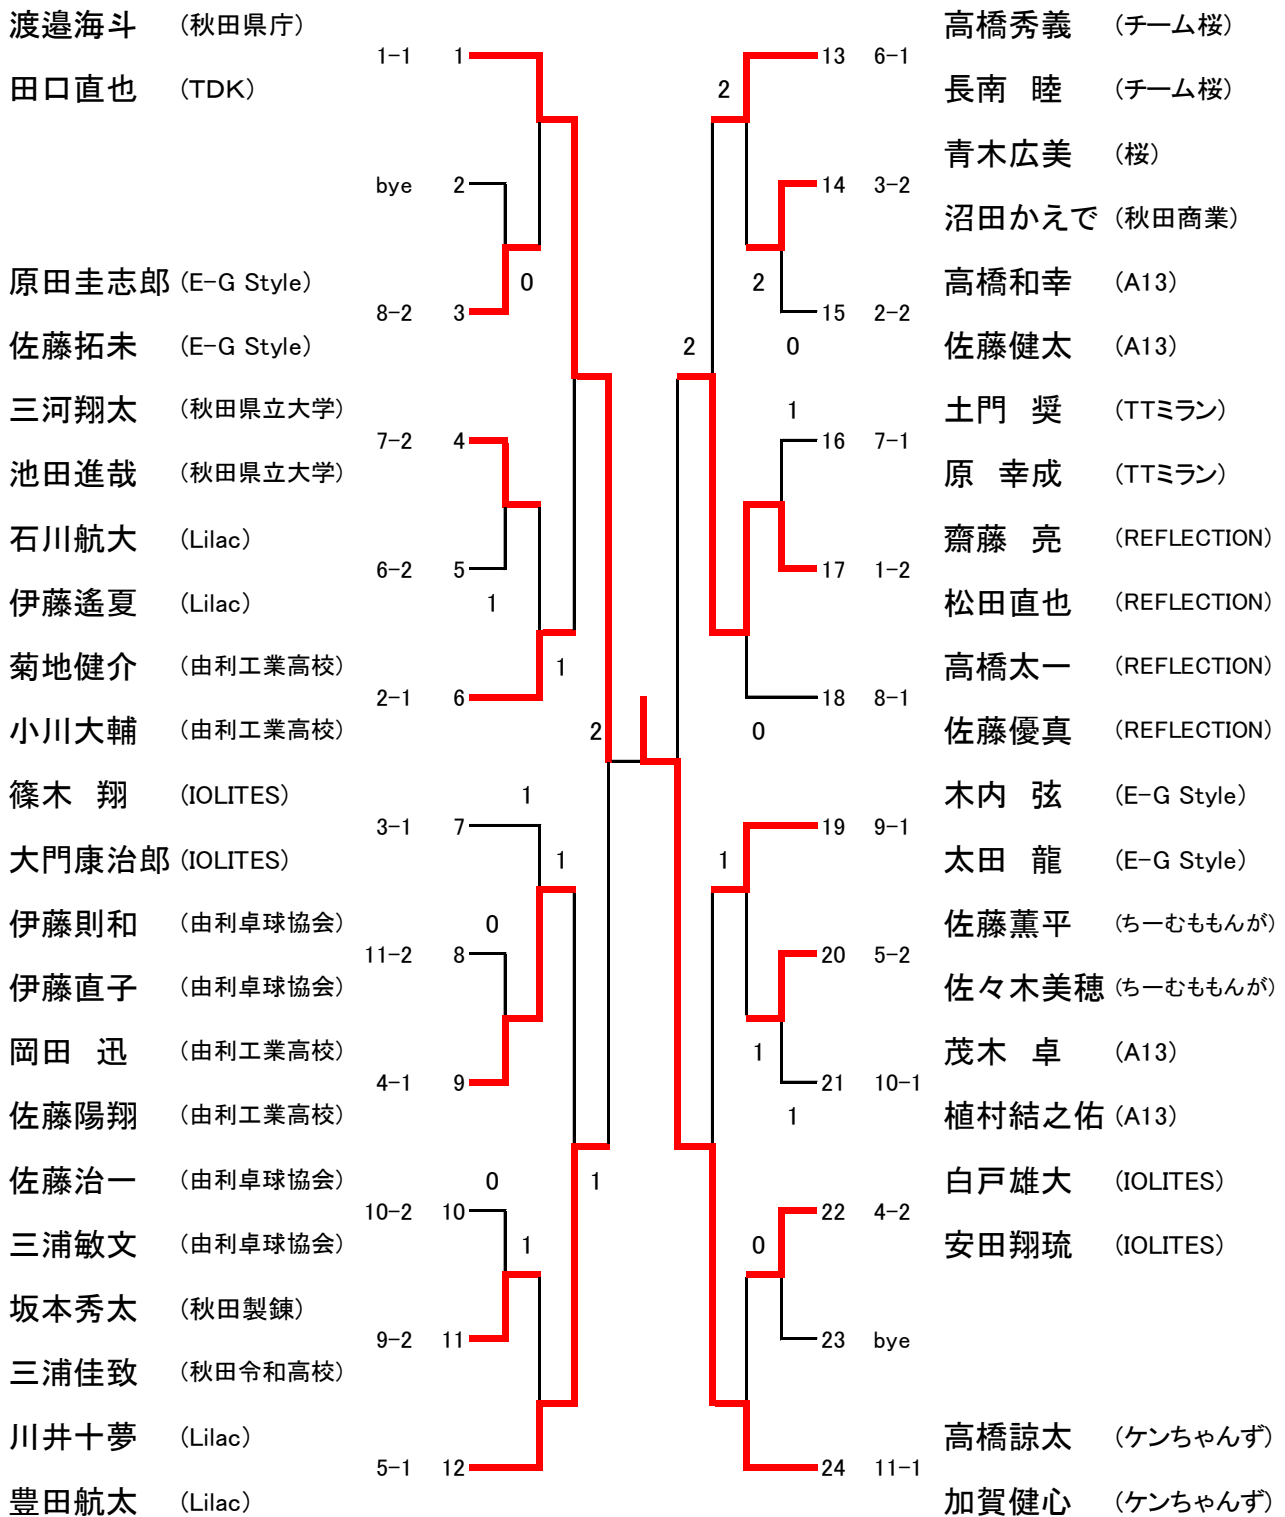 渡邉海斗 (秋田県庁)
1-1 1
田口直也 (TDK)
bye 2
原田圭志郎 (E-G Style)
0
8-2 3
佐藤拓未 (E-G Style)
三河翔太 (秋田県立大学)
7-2 4
池田進哉 (秋田県立大学)
石川航大 (Lilac)
6-2 5
1
伊藤遙夏 (Lilac)
菊地健介 (由利工業高校)
1
2-1 6
小川大輔 (由利工業高校)
2
篠木 翔 (IOLITES)
1
3-1 7
大門康治郎 (IOLITES)
1
伊藤則和 (由利卓球協会)
0
11-2 8
伊藤直子 (由利卓球協会)
岡田 迅 (由利工業高校)
4-1 9
佐藤陽翔 (由利工業高校)
佐藤治一 (由利卓球協会)
0
1
10-2 10
三浦敏文 (由利卓球協会)
1
坂本秀太 (秋田製錬)
9-2 11
三浦佳致 (秋田令和高校)
川井十夢 (Lilac)
5-1 12
豊田航太 (Lilac)
高橋秀義 (チーム桜)
13 6-1
2
長南 睦 (チーム桜)
青木広美 (桜)
14 3-2
沼田かえで (秋田商業)
2
高橋和幸 (A13)
15 2-2
2
0
佐藤健太 (A13)
1
土門 奨 (TTミラン)
16 7-1
原 幸成 (TTミラン)
齋藤 亮 (REFLECTION)
17 1-2
松田直也 (REFLECTION)
高橋太一 (REFLECTION)
18 8-1
0
佐藤優真 (REFLECTION)
木内 弦 (E-G Style)
19 9-1
1
太田 龍 (E-G Style)
佐藤薫平 (ちーむももんが)
20 5-2
佐々木美穂 (ちーむももんが)
1
茂木 卓 (A13)
21 10-1
1
植村結之佑 (A13)
白戸雄大 (IOLITES)
22 4-2
0
安田翔琉 (IOLITES)
23 bye
高橋諒太 (ケンちゃんず)
24 11-1
加賀健心 (ケンちゃんず)